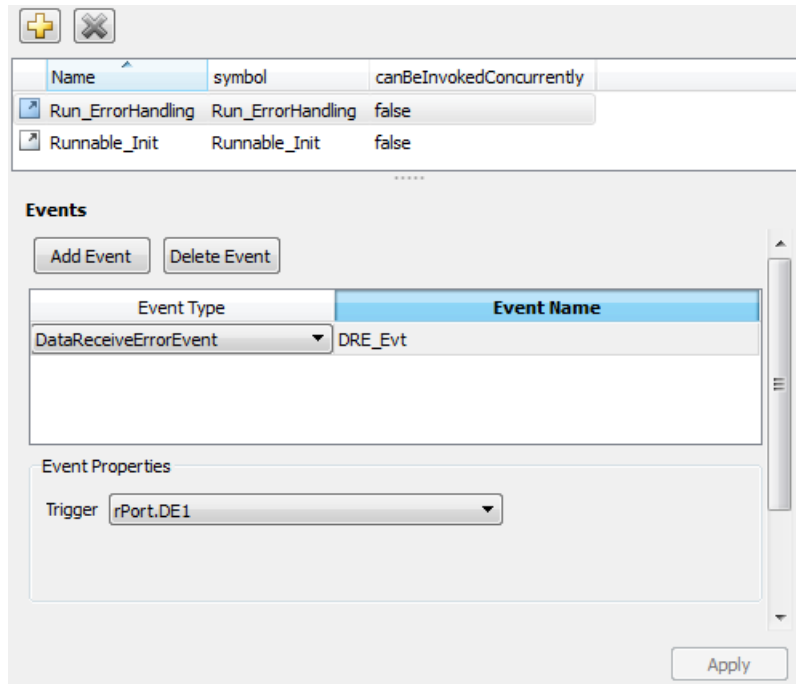 Name symbol canBeInvokedConcurrently
Run_ErrorHandling Run_ErrorHandling false
Runnable_Init Runnable_Init false
Events
Add Event Delete Event
Event Type Event Name
DataReceiveErrorEvent DRE_Evt
Event Properties
Trigger rPort.DE1
Apply